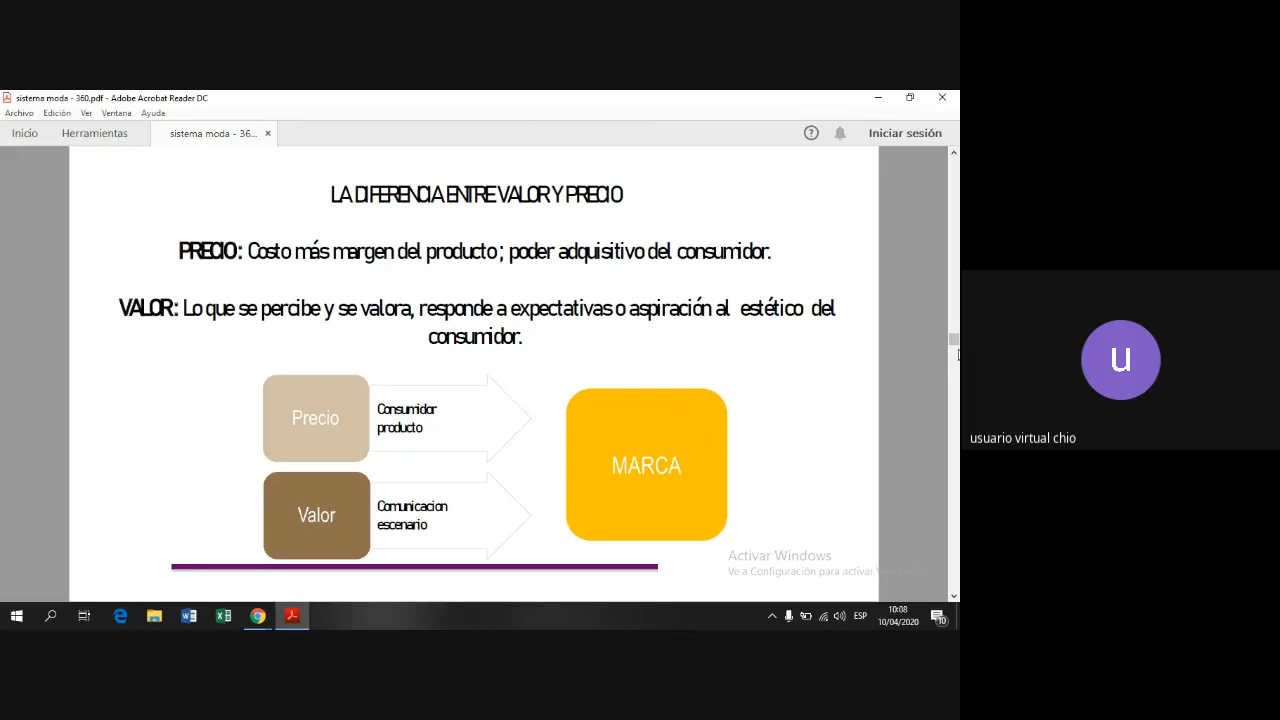 sistema moda - 360.pdf - Adobe Acrobat Reader DC
Archivo Edición Ver Ventana Ayuda
Inicio Herramientas sistema moda - 36... × Iniciar sesión
LA DIFERENCIA ENTRE VALOR Y PRECIO
PRECIO: Costo más margen del producto; poder adquisitivo del consumidor.
VALOR: Lo que se percibe y se valora, responde a expectativas o aspiración al estético del
consumidor.
Precio
Consumidor
producto
Valor
Comunicacion
escenario
MARCA
Activar Windows
Ve a Configuración para activar
ESP
10:08
10/04/2020
10
u
usuario virtual chio